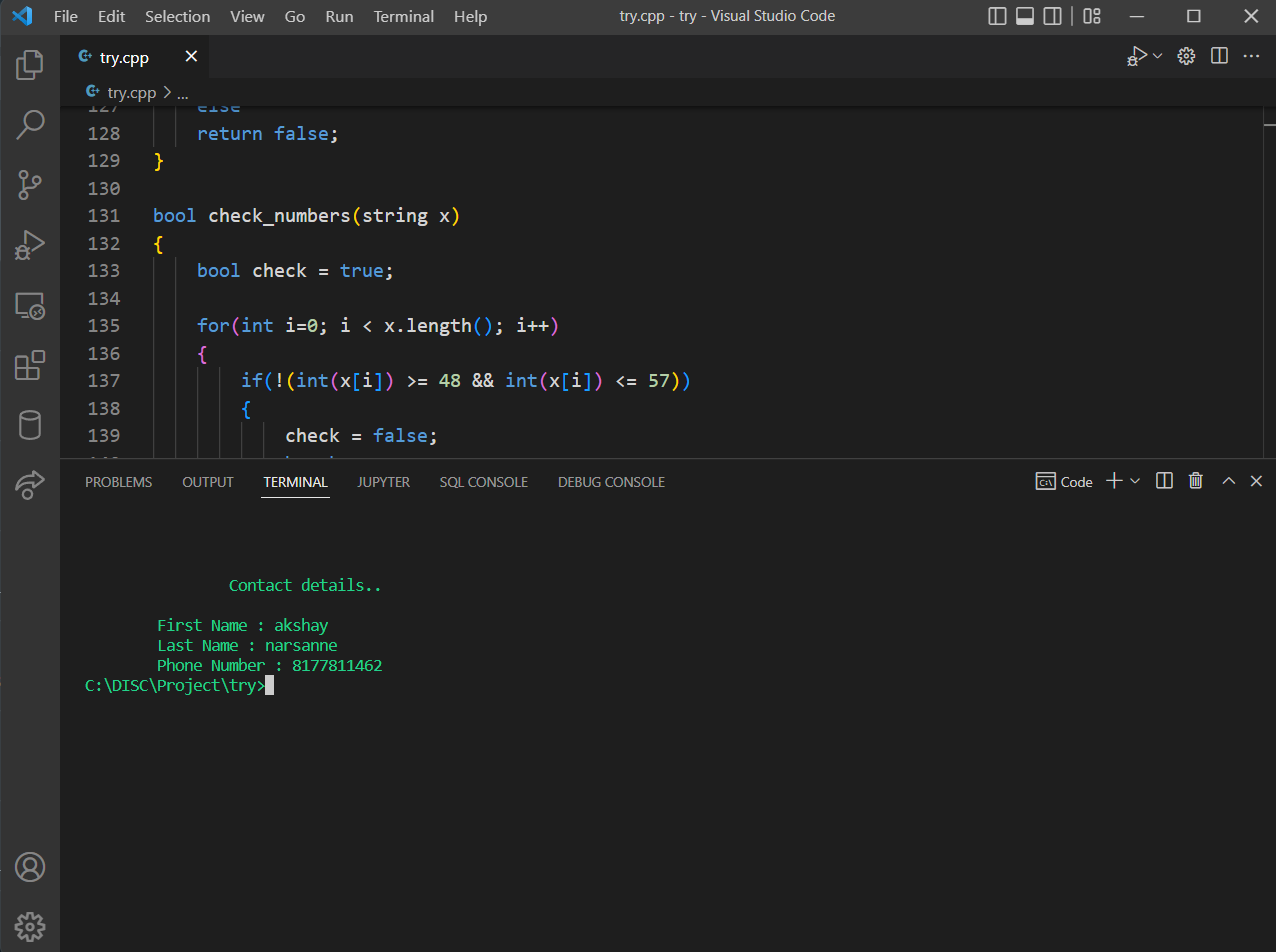 File Edit Selection View Go Run Terminal Help try.cpp - try - Visual Studio Code
try.cpp
try.cpp > ...
127 else
128 return false;
129 }
130
131 bool check_numbers(string x)
132 {
133 bool check = true;
134
135 for(int i=0; i < x.length(); i++)
136 {
137 if(!(int(x[i]) >= 48 && int(x[i]) <= 57))
138 {
139 check = false;
PROBLEMS OUTPUT TERMINAL JUPYTER SQL CONSOLE DEBUG CONSOLE Code
Contact details..
First Name : akshay
Last Name : narsanne
Phone Number : 8177811462
C:\DISC\Project\try>